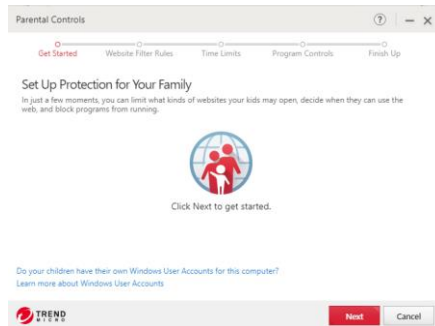 Parental Controls
?
Get Started Website Filter Rules Time Limits Program Controls Finish Up
Set Up Protection for Your Family
In just a few moments, you can limit what kinds of websites your kids may open, decide when they can use the
web, and block programs from running.
Click Next to get started.
Do your children have their own Windows User Accounts for this computer?
Learn more about Windows User Accounts
TREND
MICRO
Next Cancel